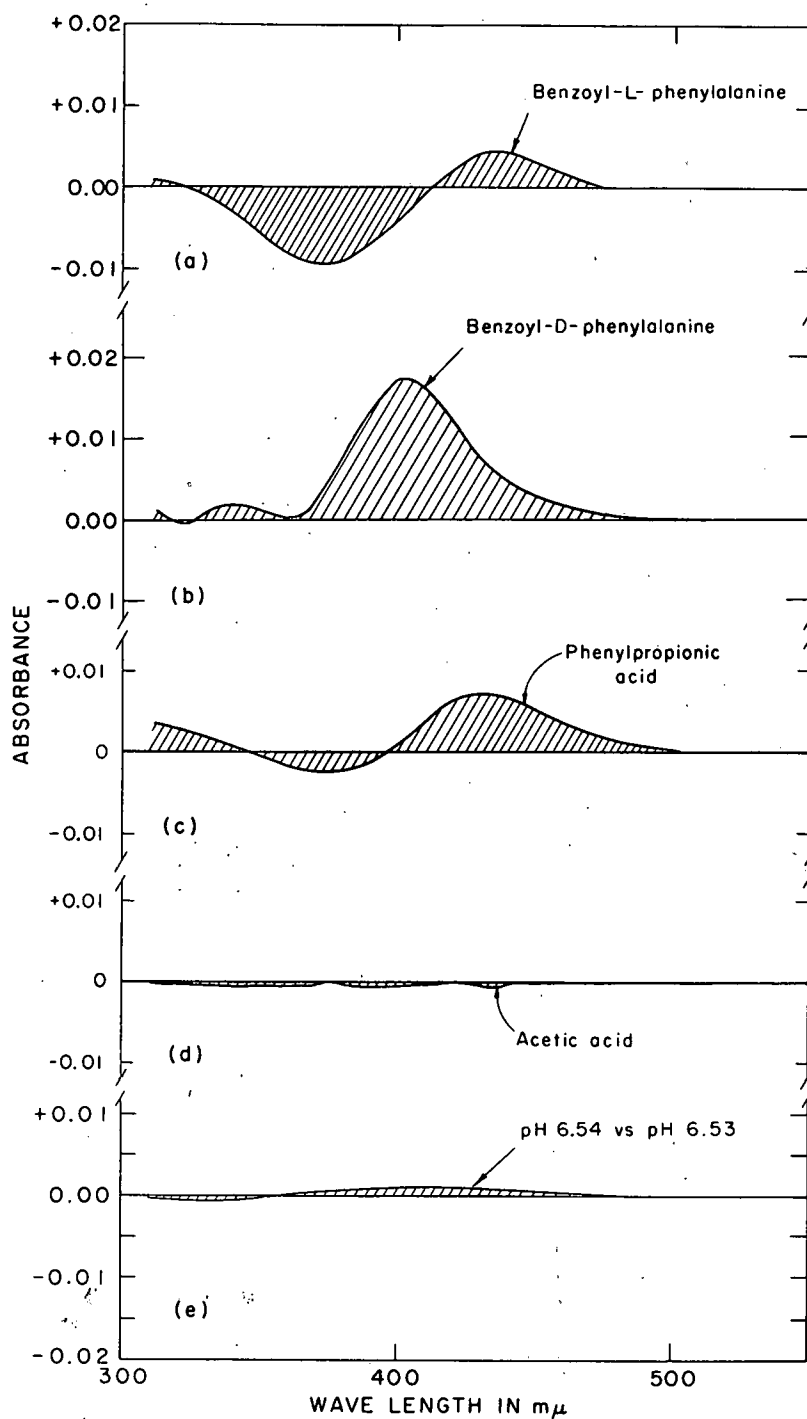 +0.02
+0.01
0.00
-0.01
Benzoyl-L-phenylalanine
(a)
+0.02
+0.01
0.00
-0.01
Benzoyl-D-phenylalanine
(b)
+0.01
0
-0.01
Phenylpropionic
acid
(c)
+0.01
0
-0.01
Acetic acid
(d)
+0.01
0.00
-0.01
-0.02
pH 6.54 vs pH 6.53
(e)
ABSORBANCE
300 400 500
WAVE LENGTH IN mμ